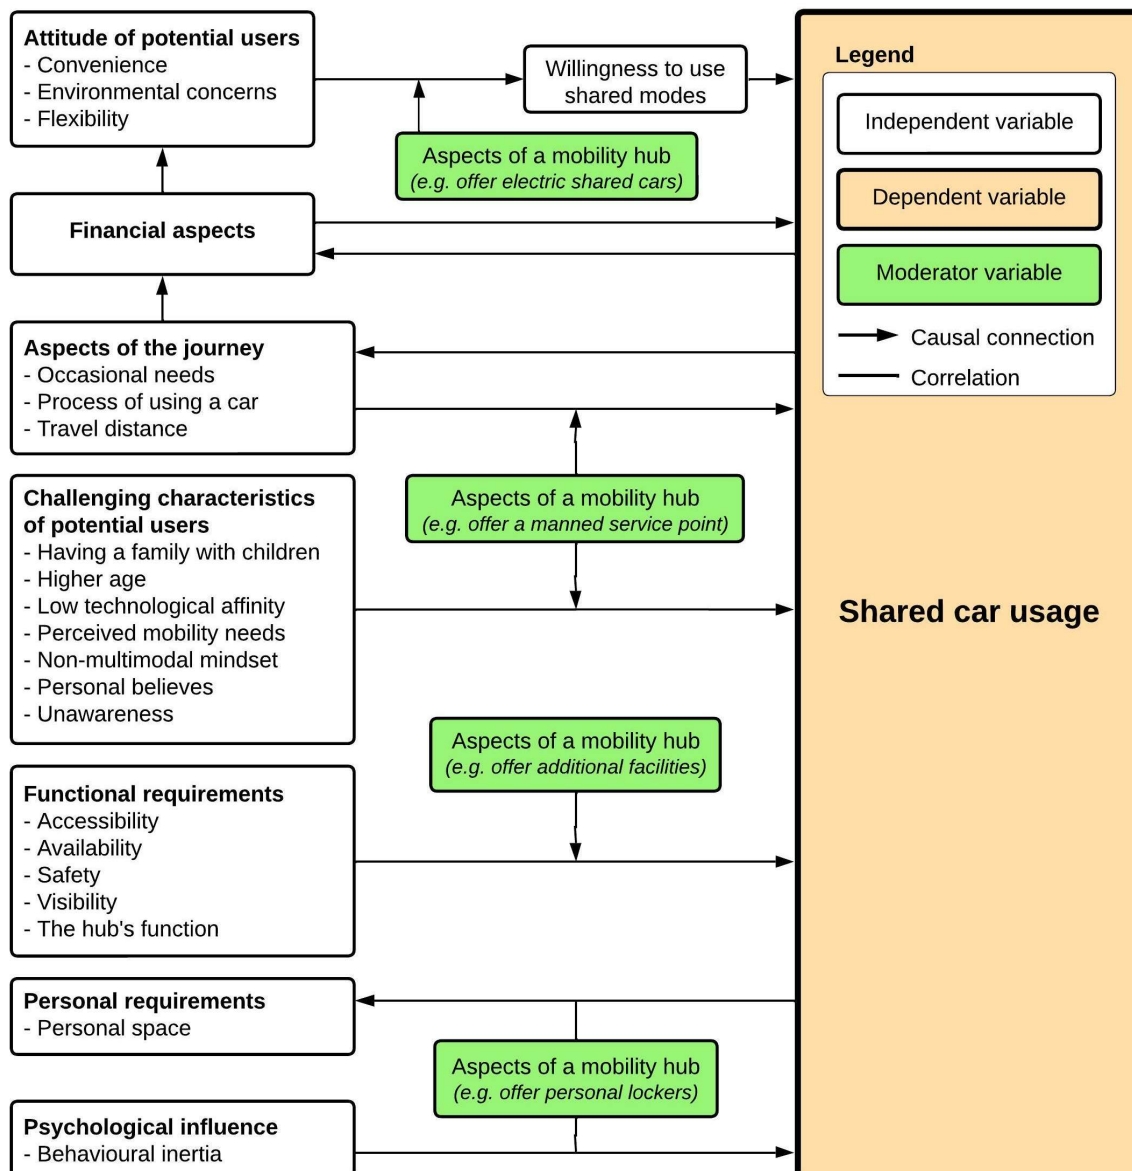 Attitude of potential users
- Convenience
- Environmental concerns
- Flexibility
Willingness to use
shared modes
Aspects of a mobility hub
(e.g. offer electric shared cars)
Financial aspects
Aspects of the journey
- Occasional needs
- Process of using a car
- Travel distance
Challenging characteristics
of potential users
- Having a family with children
- Higher age
- Low technological affinity
- Perceived mobility needs
- Non-multimodal mindset
- Personal believes
- Unawareness
Aspects of a mobility hub
(e.g. offer a manned service point)
Aspects of a mobility hub
(e.g. offer additional facilities)
Functional requirements
- Accessibility
- Availability
- Safety
- Visibility
- The hub's function
Personal requirements
- Personal space
Aspects of a mobility hub
(e.g. offer personal lockers)
Psychological influence
- Behavioural inertia
Legend
Independent variable
Dependent variable
Moderator variable
Causal connection
Correlation
Shared car usage